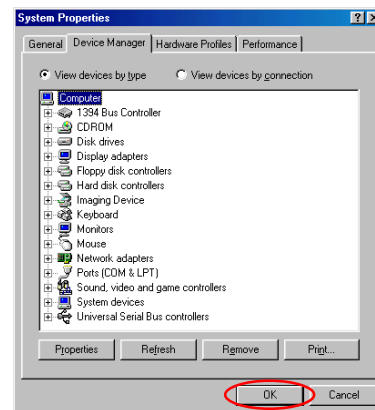 System Properties
General Device Manager Hardware Profiles Performance
View devices by type View devices by connection
Computer
1394 Bus Controller
CDROM
Disk drives
Display adapters
Floppy disk controllers
Hard disk controllers
Imaging Device
Keyboard
Monitors
Mouse
Network adapters
Ports (COM & LPT)
Sound, video and game controllers
System devices
Universal Serial Bus controllers
Properties Refresh Remove Print...
OK Cancel